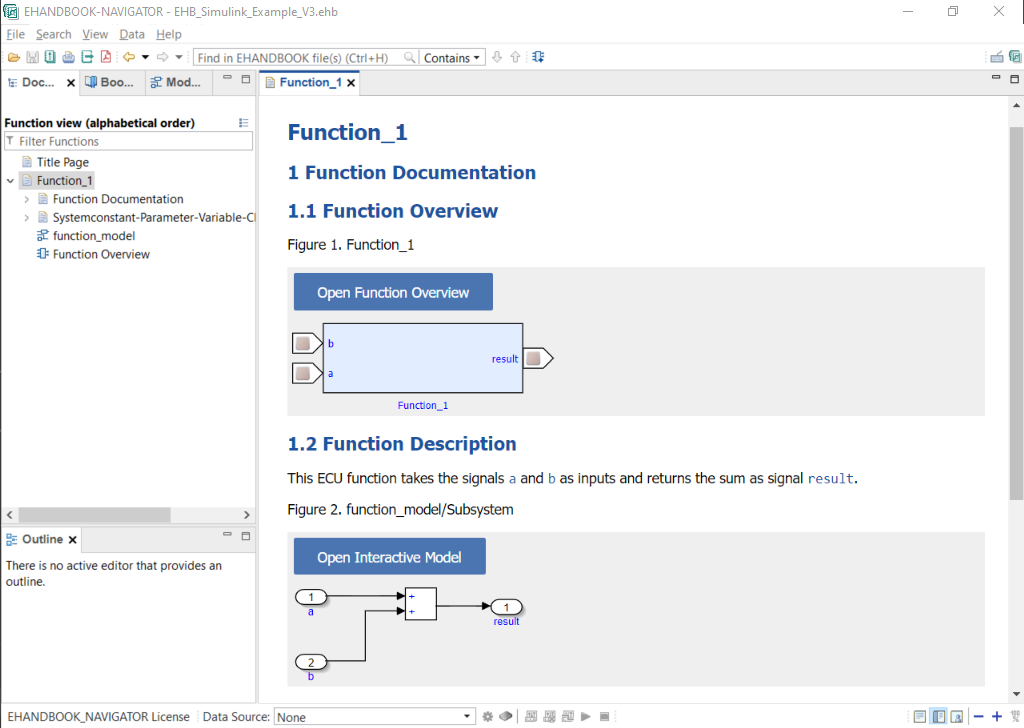 EHANDBOOK-NAVIGATOR - EHB_Simulink_Example_V3.ehb
File Search View Data Help
Find in EHANDBOOK file(s) (Ctrl+H) Contains
Doc... Boo... Mod...
Function view (alphabetical order)
Filter Functions
Title Page
Function_1
Function Documentation
Systemconstant-Parameter-Variable-Cl
function_model
Function Overview
Outline
There is no active editor that provides an
outline.
Function_1
Function_1
1 Function Documentation
1.1 Function Overview
Figure 1. Function_1
Open Function Overview
b
result
a
Function_1
1.2 Function Description
This ECU function takes the signals a and b as inputs and returns the sum as signal result.
Figure 2. function_model/Subsystem
Open Interactive Model
1
+
a
+
1
result
2
b
EHANDBOOK_NAVIGATOR License Data Source: None